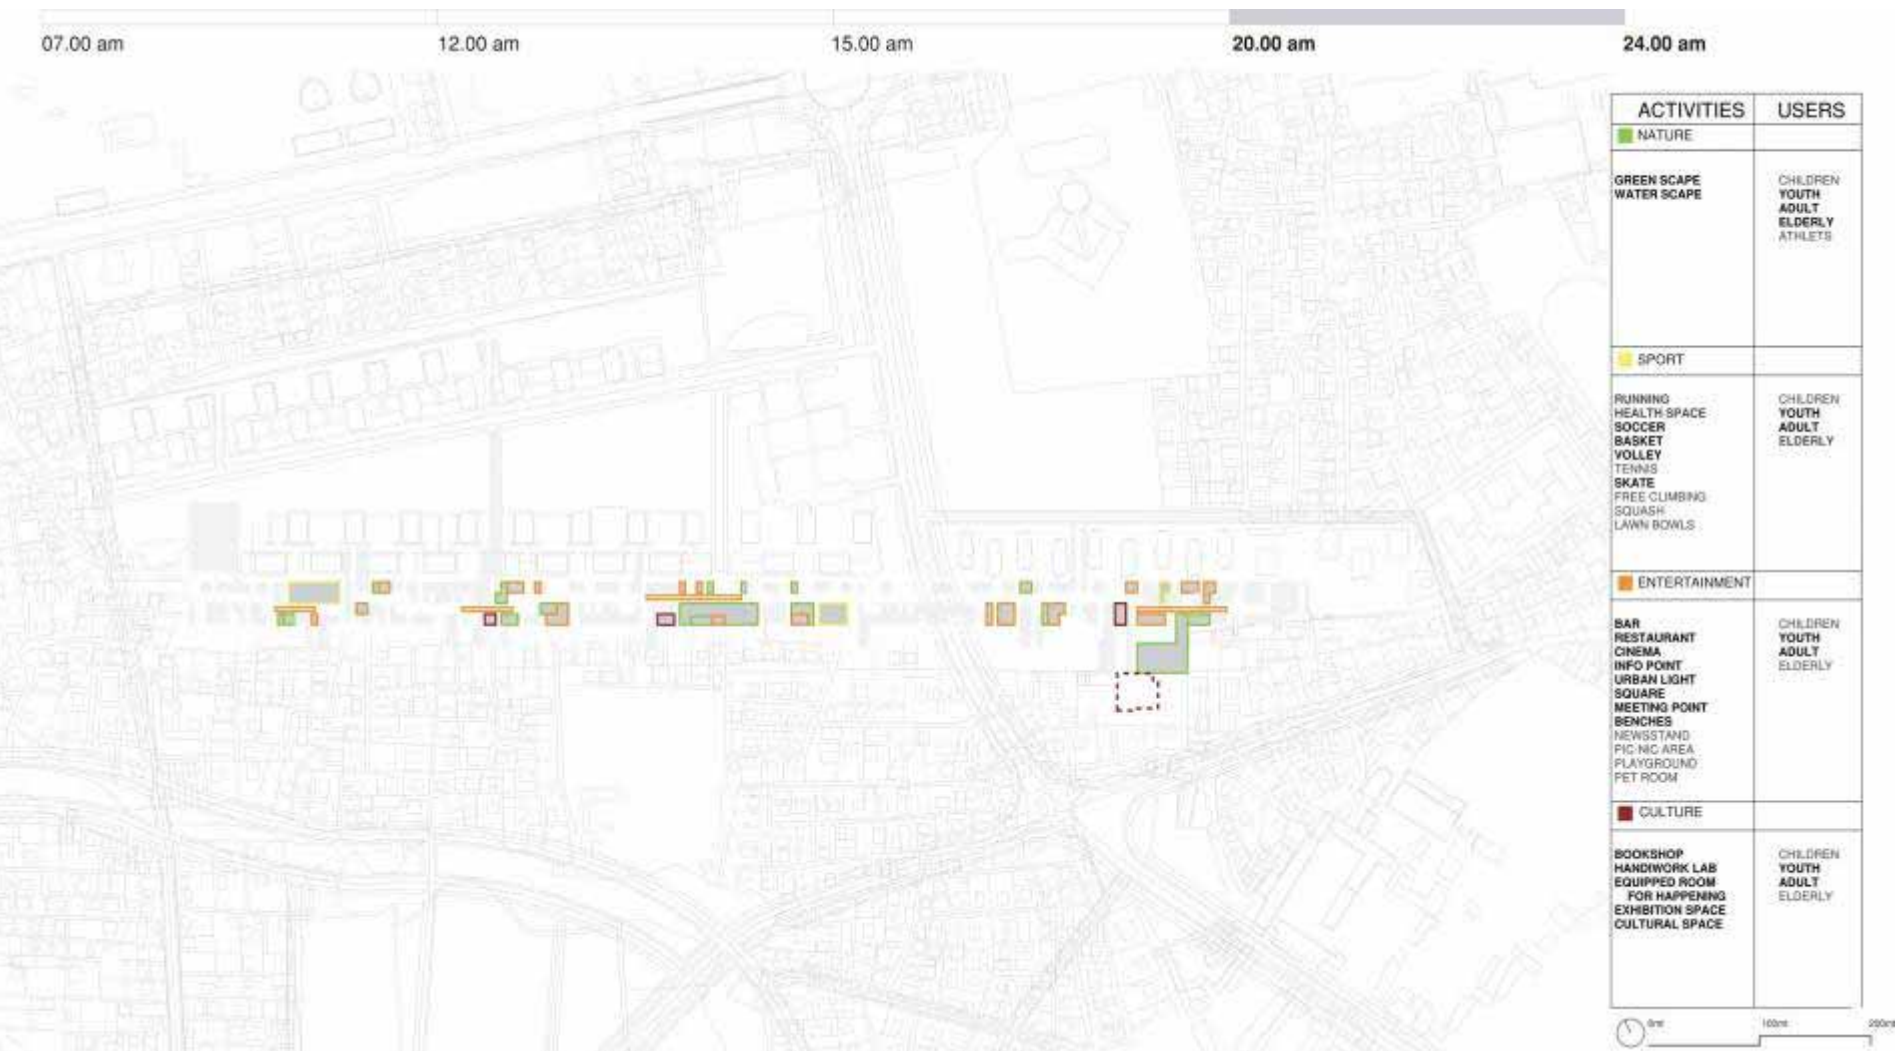 07.00 am
12.00 am
15.00 am
20.00 am
24.00 am
ACTIVITIES
USERS
NATURE
GREEN SCAPE
WATER SCAPE
CHILDREN
YOUTH
ADULT
ELDERLY
ATHLETS
SPORT
RUNNING
HEALTH SPACE
SOCCER
BASKET
VOLLEY
TENNIS
SKATE
FREE CLIMBING
SQUASH
LAWN BOWLS
CHILDREN
YOUTH
ADULT
ELDERLY
ENTERTAINMENT
BAR
RESTAURANT
CINEMA
INFO POINT
URBAN LIGHT
SQUARE
MEETING POINT
BENCHES
NEWSSTAND
PIC NIC AREA
PLAYGROUND
PET ROOM
CHILDREN
YOUTH
ADULT
ELDERLY
CULTURE
BOOKSHOP
HANDIWORK LAB
EQUIPPED ROOM
FOR HAPPENING
EXHIBITION SPACE
CULTURAL SPACE
CHILDREN
YOUTH
ADULT
ELDERLY
0mt
100mt
200mt